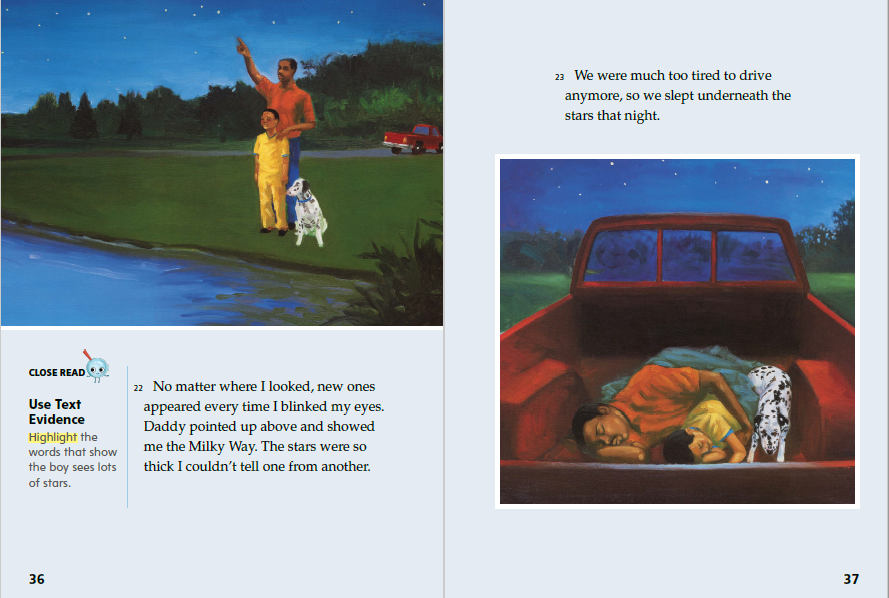 CLOSE READ
Use Text
Evidence
Highlight the
words that show
the boy sees lots
of stars.
22 No matter where I looked, new ones
appeared every time I blinked my eyes.
Daddy pointed up above and showed
me the Milky Way. The stars were so
thick I couldn’t tell one from another.
36
23 We were much too tired to drive
anymore, so we slept underneath the
stars that night.
37